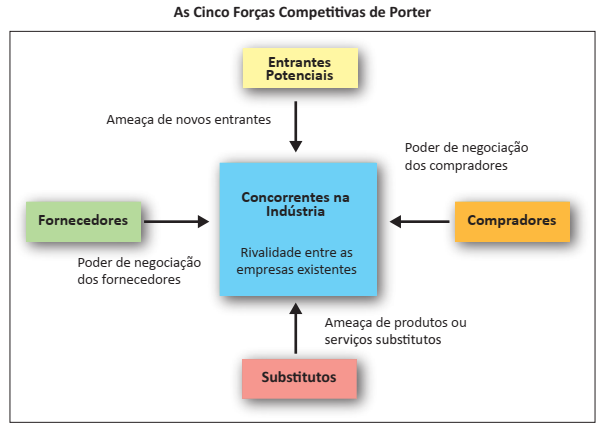 As Cinco Forças Competitivas de Porter
Entrantes
Potenciais
Ameaça de novos entrantes
Poder de negociação
dos compradores
Concorrentes na
Indústria
Rivalidade entre as
empresas existentes
Fornecedores
Compradores
Poder de negociação
dos fornecedores
Ameaça de produtos ou
serviços substitutos
Substitutos